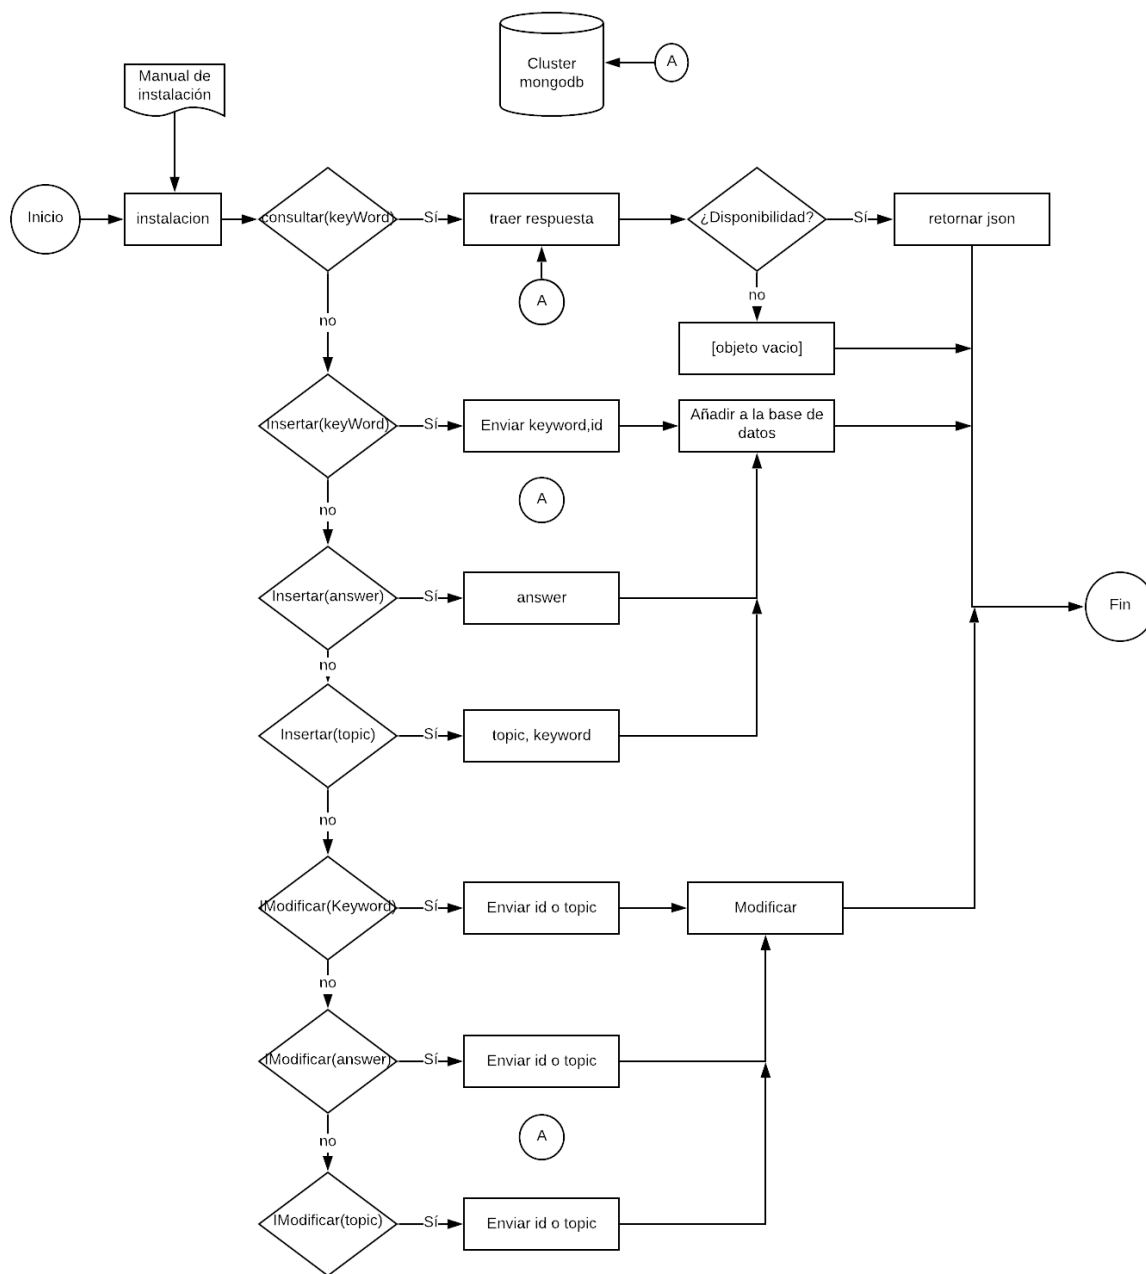 Cluster
mongodb
A
Manual de
instalación
Inicio
instalacion
consultar(keyWord)
Sí
traer respuesta
¿Disponibilidad?
Sí
retornar json
no
A
no
[objeto vacio]
Insertar(keyWord)
Sí
Enviar keyword,id
Añadir a la base de
datos
no
A
Insertar(answer)
Sí
answer
Fin
no
Insertar(topic)
Sí
topic, keyword
no
IModificar(Keyword)
Sí
Enviar id o topic
Modificar
no
IModificar(answer)
Sí
Enviar id o topic
no
A
IModificar(topic)
Sí
Enviar id o topic